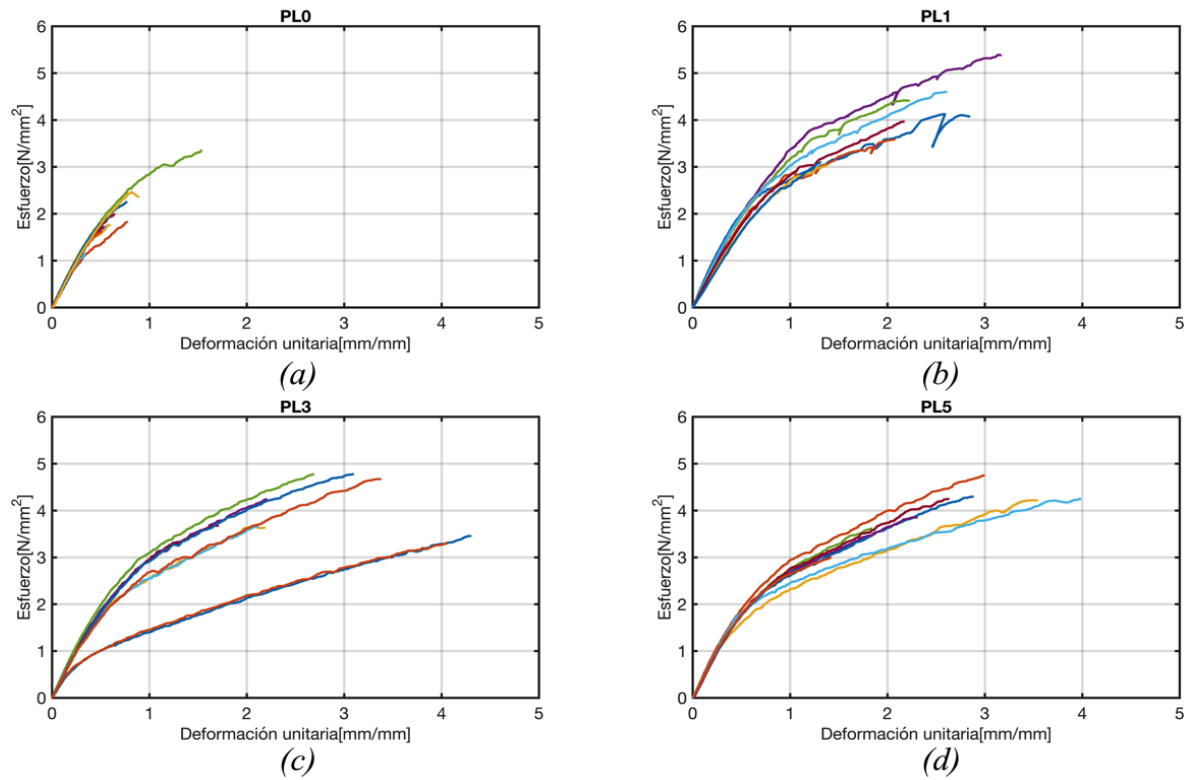 PL0
Esfuerzo[N/mm²]
6
5
4
3
2
1
0
0 1 2 3 4 5
Deformación unitaria[mm/mm]
(a)
PL1
Esfuerzo[N/mm²]
6
5
4
3
2
1
0
0 1 2 3 4 5
Deformación unitaria[mm/mm]
(b)
PL3
Esfuerzo[N/mm²]
6
5
4
3
2
1
0
0 1 2 3 4 5
Deformación unitaria[mm/mm]
(c)
PL5
Esfuerzo[N/mm²]
6
5
4
3
2
1
0
0 1 2 3 4 5
Deformación unitaria[mm/mm]
(d)